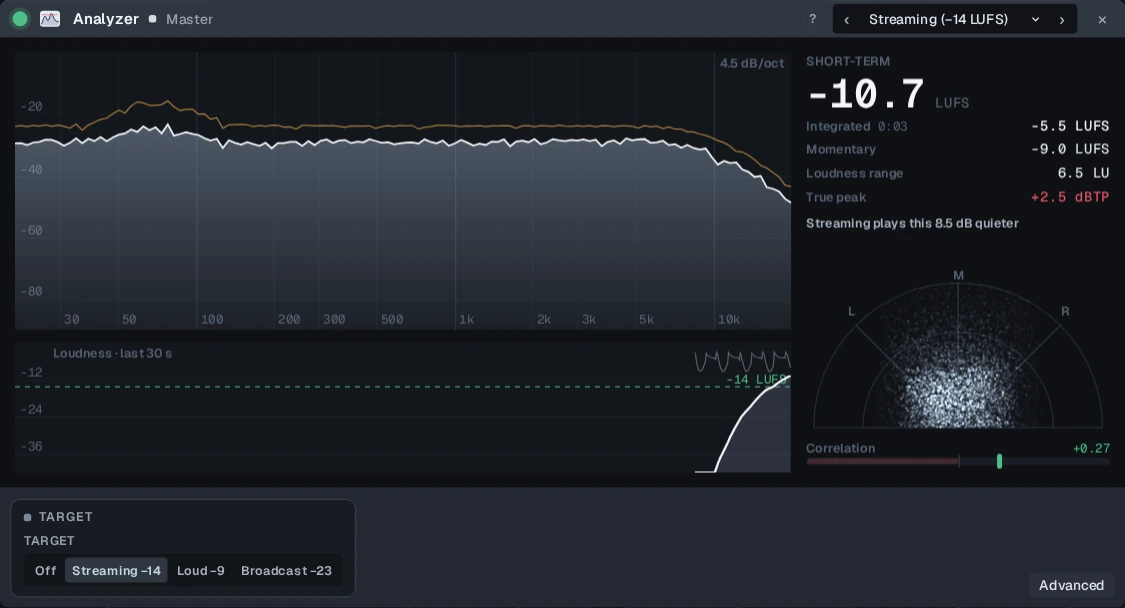 Analyzer Master ? ‹ Streaming (−14 LUFS) › ×
4.5 dB/oct
-20
-40
-60
-80
30 50 100 200 300 500 1k 2k 3k 5k 10k
Loudness · last 30 s
-12
-14 LUFS
-24
-36
SHORT-TERM
-10.7 LUFS
Integrated 0:03 -5.5 LUFS
Momentary -9.0 LUFS
Loudness range 6.5 LU
True peak +2.5 dBTP
Streaming plays this 8.5 dB quieter
M
L R
Correlation +0.27
TARGET
TARGET
Off Streaming −14 Loud −9 Broadcast −23
Advanced